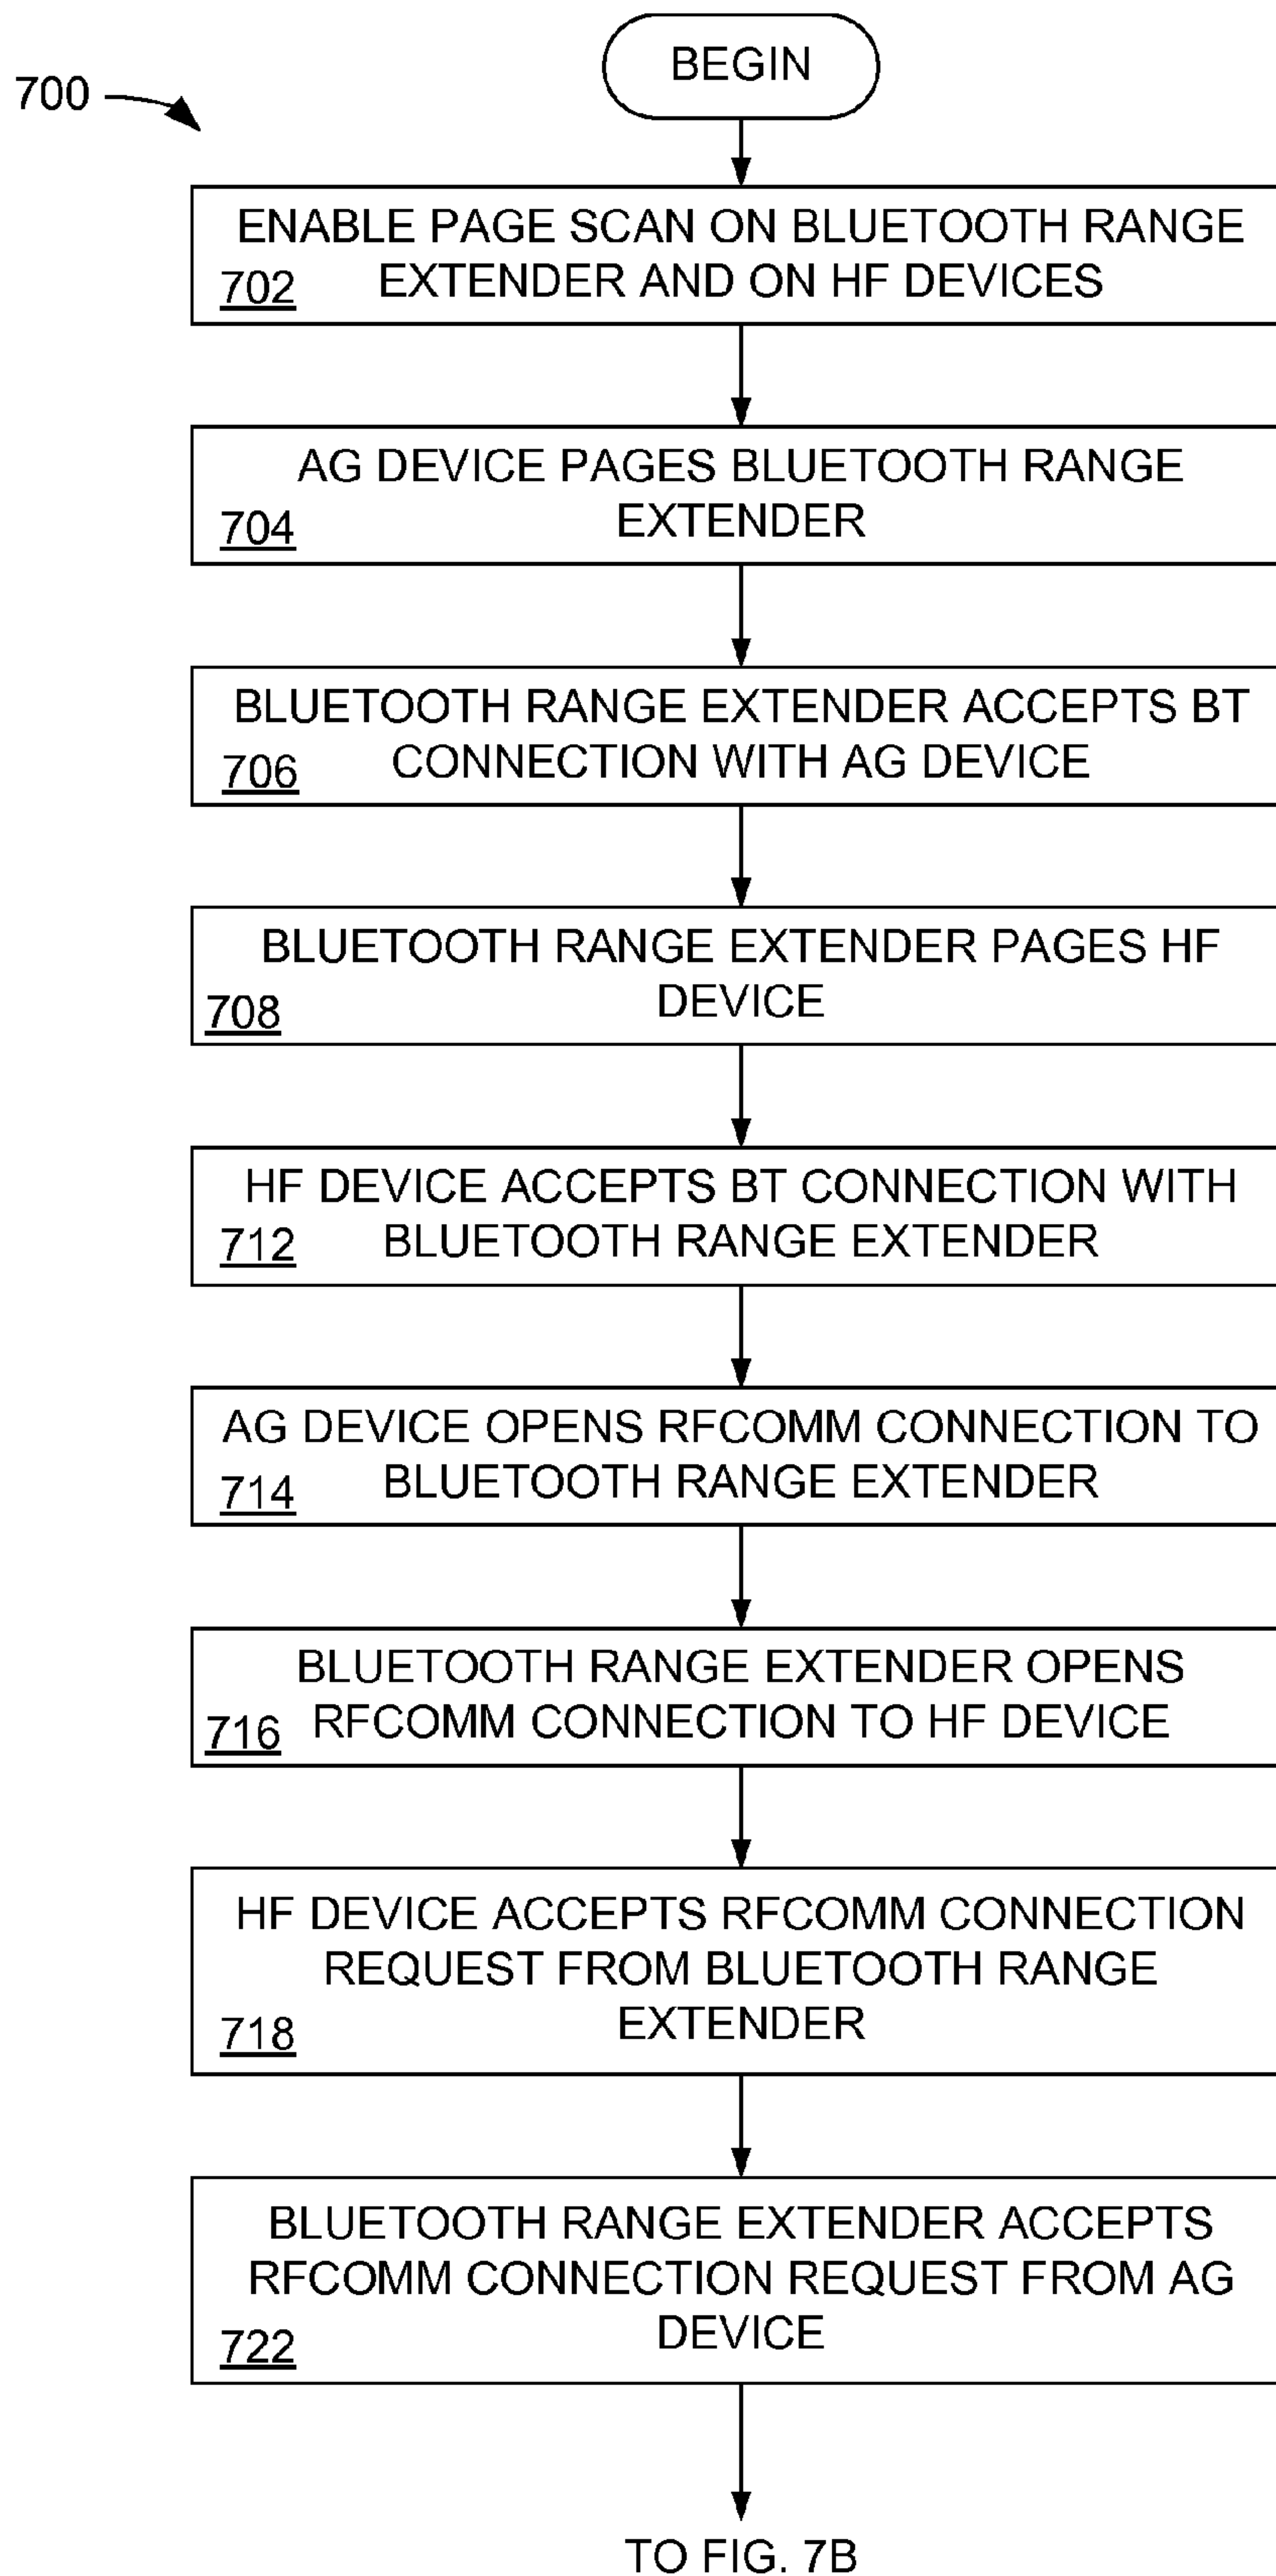 BEGIN
700
ENABLE PAGE SCAN ON BLUETOOTH RANGE
EXTENDER AND ON HF DEVICES
702
AG DEVICE PAGES BLUETOOTH RANGE
EXTENDER
704
BLUETOOTH RANGE EXTENDER ACCEPTS BT
CONNECTION WITH AG DEVICE
706
BLUETOOTH RANGE EXTENDER PAGES HF
DEVICE
708
HF DEVICE ACCEPTS BT CONNECTION WITH
BLUETOOTH RANGE EXTENDER
712
AG DEVICE OPENS RFCOMM CONNECTION TO
BLUETOOTH RANGE EXTENDER
714
BLUETOOTH RANGE EXTENDER OPENS
RFCOMM CONNECTION TO HF DEVICE
716
HF DEVICE ACCEPTS RFCOMM CONNECTION
REQUEST FROM BLUETOOTH RANGE
EXTENDER
718
BLUETOOTH RANGE EXTENDER ACCEPTS
RFCOMM CONNECTION REQUEST FROM AG
DEVICE
722
TO FIG. 7B